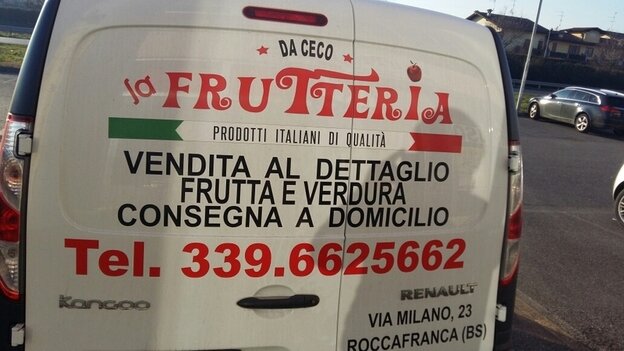 DA CECO
la FRUTTERIA
PRODOTTI ITALIANI DI QUALITÀ
VENDITA AL DETTAGLIO
FRUTTA E VERDURA
CONSEGNA A DOMICILIO
Tel. 339.6625662
KANGOO
RENAULT
VIA MILANO, 23
ROCCAFRANCA (BS)